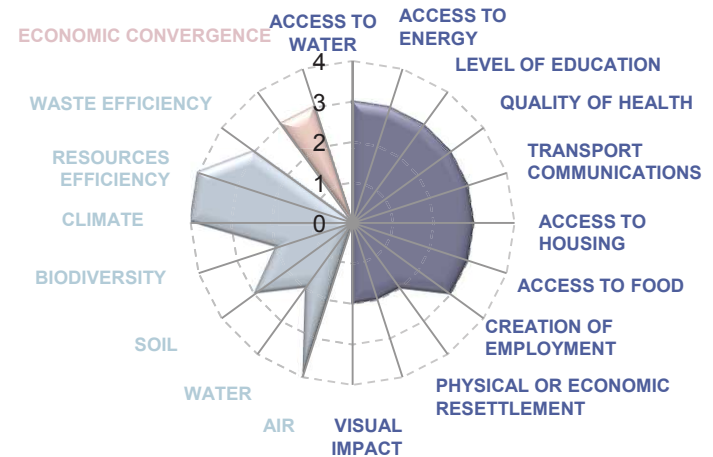 ECONOMIC CONVERGENCE
ACCESS TO
WATER
ACCESS TO
ENERGY
LEVEL OF EDUCATION
QUALITY OF HEALTH
TRANSPORT
COMMUNICATIONS
ACCESS TO
HOUSING
ACCESS TO FOOD
CREATION OF
EMPLOYMENT
PHYSICAL OR ECONOMIC
RESETTLEMENT
VISUAL
IMPACT
AIR
WATER
SOIL
BIODIVERSITY
CLIMATE
RESOURCES
EFFICIENCY
WASTE EFFICIENCY
4
3
2
1
0